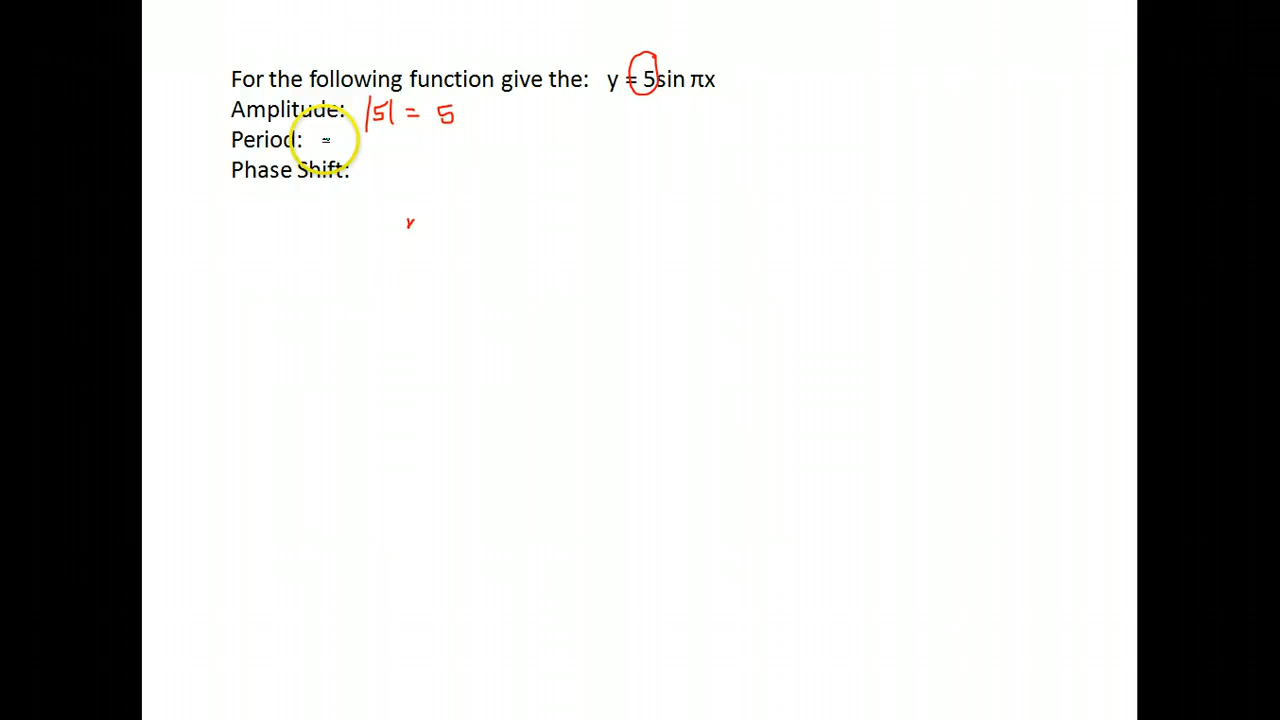 For the following function give the: y = 5sin πx
Amplitude: |5| = 5
Period:
Phase Shift: